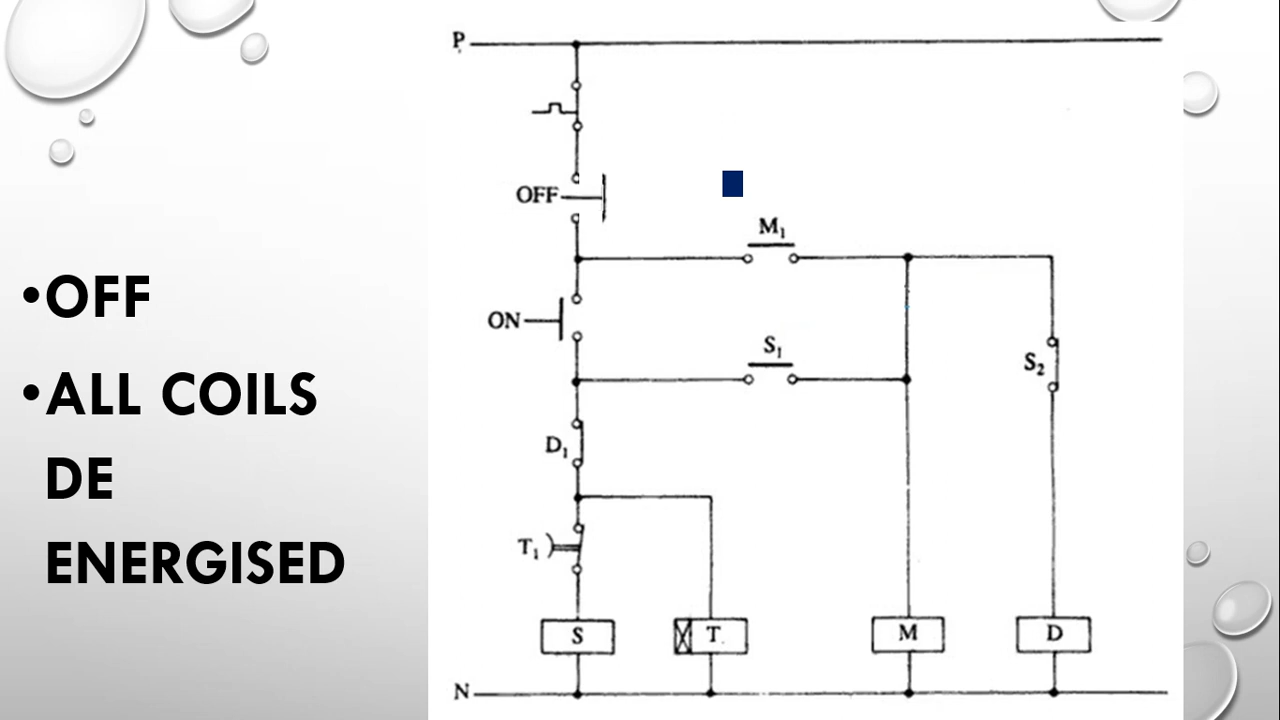 •OFF
•ALL COILS
DE
ENERGISED
P
OFF
M₁
ON
S₁
S₂
D₁
T₁
S
T
M
D
N